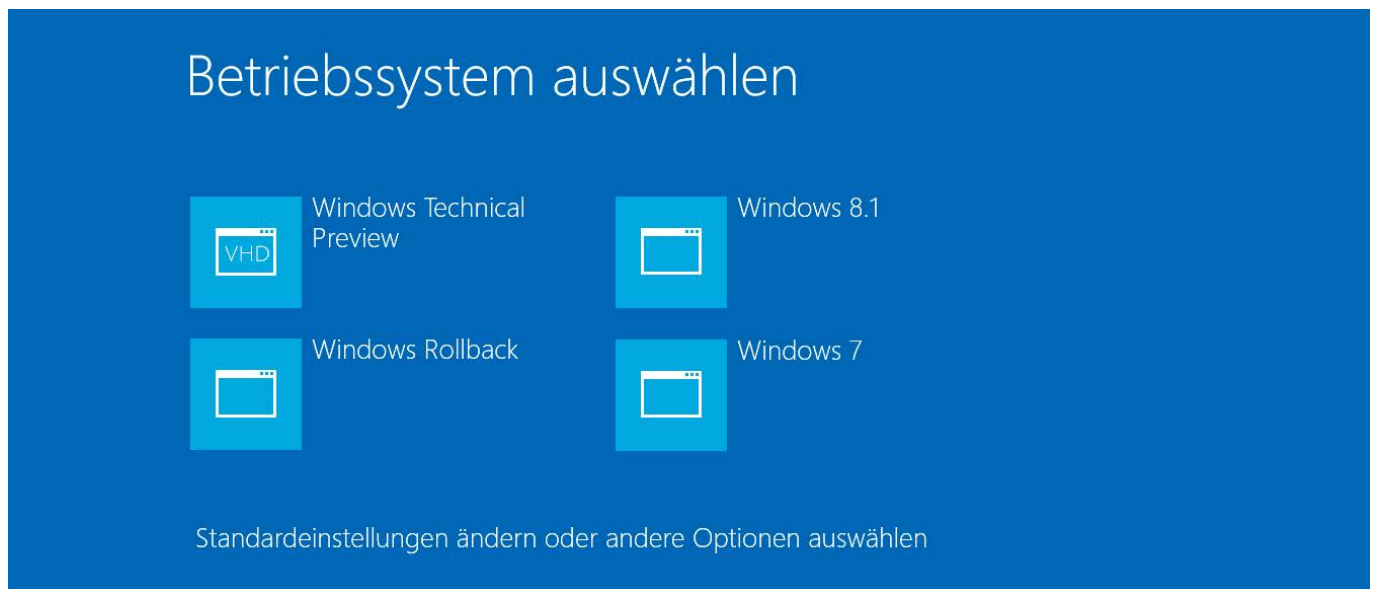 Betriebssystem auswählen
VHD
Windows Technical
Preview
Windows 8.1
Windows Rollback
Windows 7
Standardeinstellungen ändern oder andere Optionen auswählen